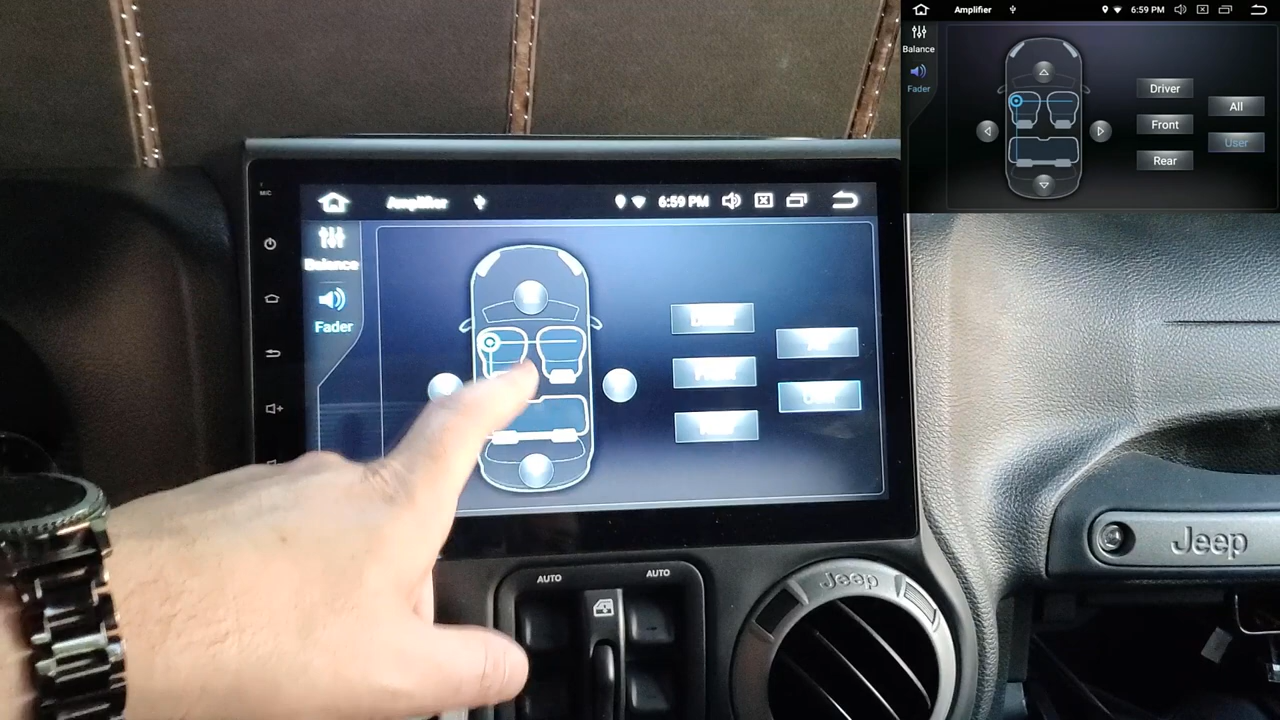 Amplifier
6:59 PM
Balance
Fader
Driver
Front
Rear
All
User
MIC
Amplifier
6:59 PM
Balance
Fader
AUTO
AUTO
Jeep
Jeep